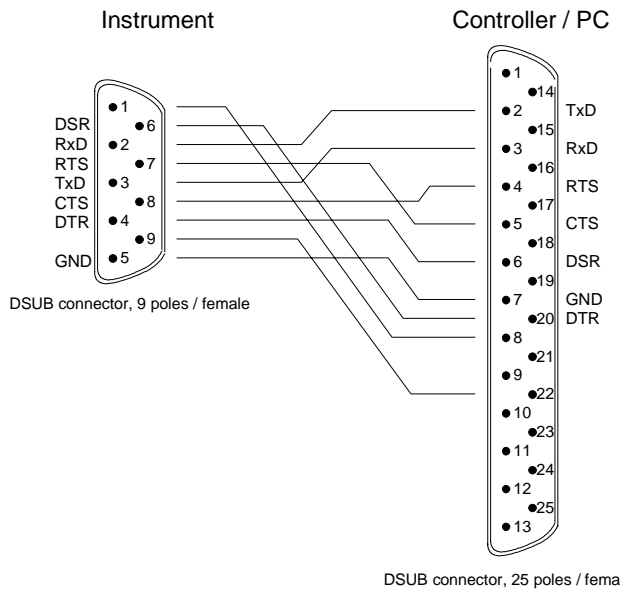 Instrument
Controller / PC
1
6
2
7
3
8
4
9
5
DSR
RxD
RTS
TxD
CTS
DTR
GND
DSUB connector, 9 poles / female
1
14
2
15
3
16
4
17
5
18
6
19
7
20
8
21
9
22
10
23
11
24
12
25
13
TxD
RxD
RTS
CTS
DSR
GND
DTR
DSUB connector, 25 poles / fema